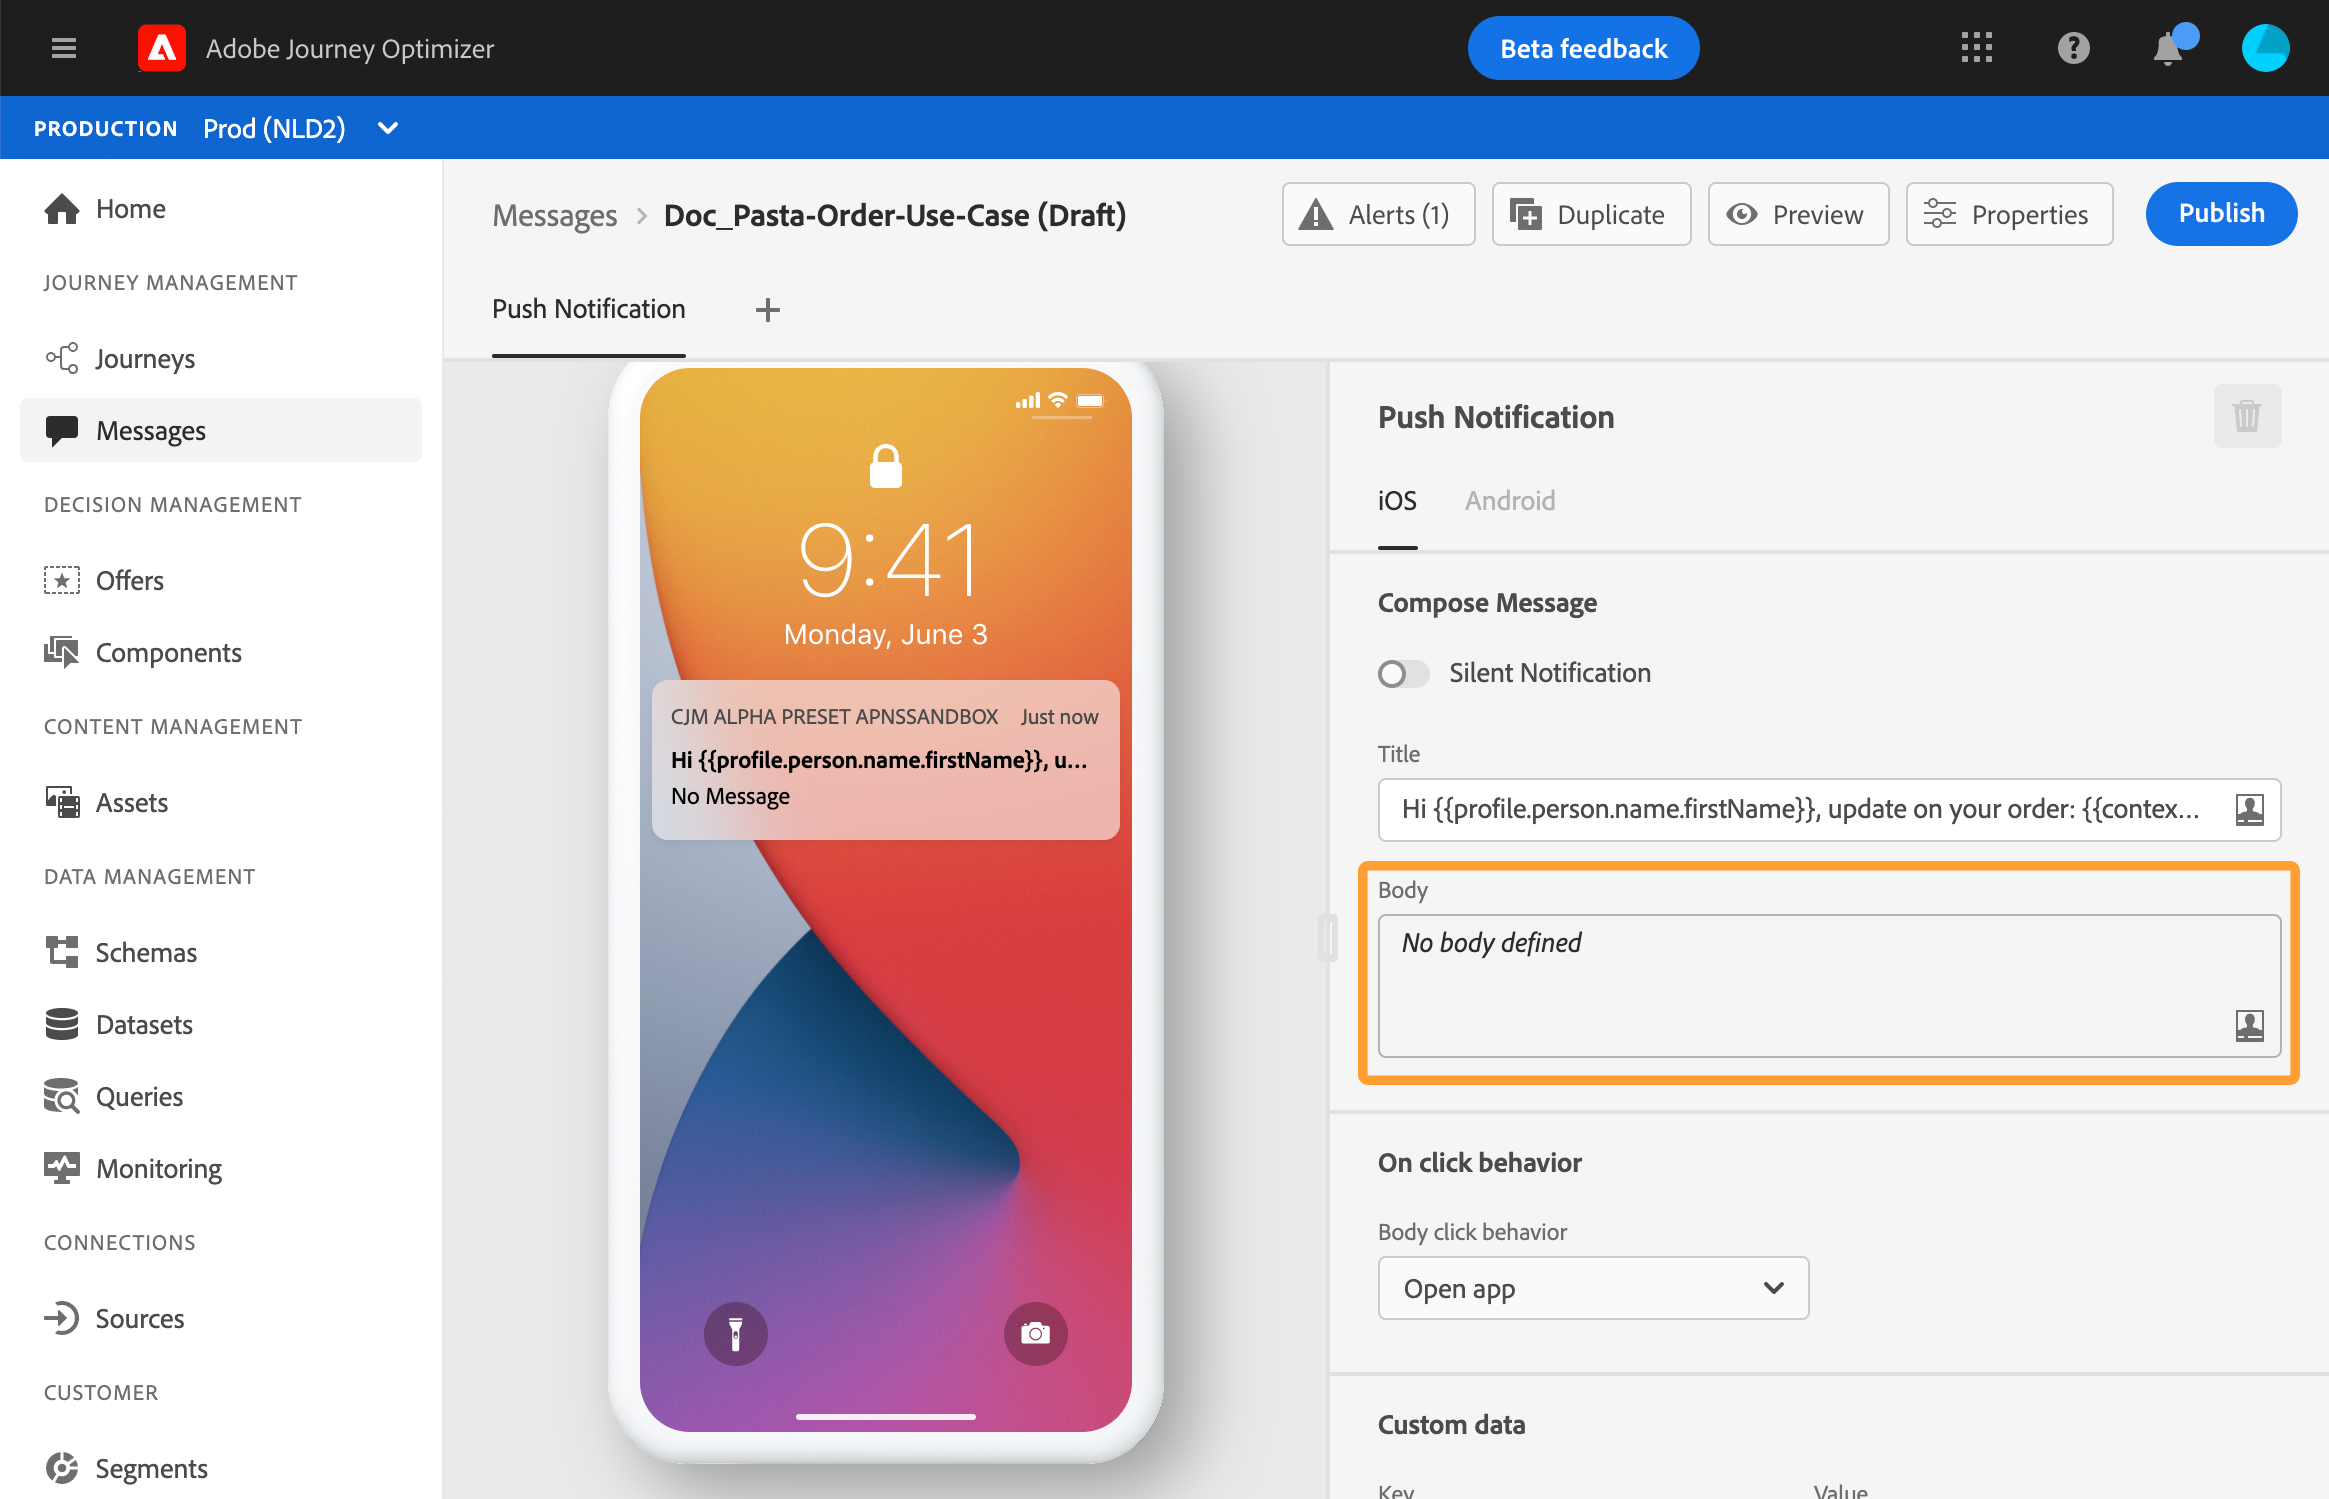 Adobe Journey Optimizer
Beta feedback
PRODUCTION Prod (NLD2)
Home
JOURNEY MANAGEMENT
Journeys
Messages
DECISION MANAGEMENT
Offers
Components
CONTENT MANAGEMENT
Assets
DATA MANAGEMENT
Schemas
Datasets
Queries
Monitoring
CONNECTIONS
Sources
CUSTOMER
Segments
Messages > Doc_Pasta-Order-Use-Case (Draft)
Alerts (1)
Duplicate
Preview
Properties
Publish
Push Notification +
9:41
Monday, June 3
CJM ALPHA PRESET APNSSANDBOX Just now
Hi {{profile.person.name.firstName}}, u...
No Message
Push Notification
iOS Android
Compose Message
Silent Notification
Title
Hi {{profile.person.name.firstName}}, update on your order: {{contex...
Body
No body defined
On click behavior
Body click behavior
Open app
Custom data
Key Value